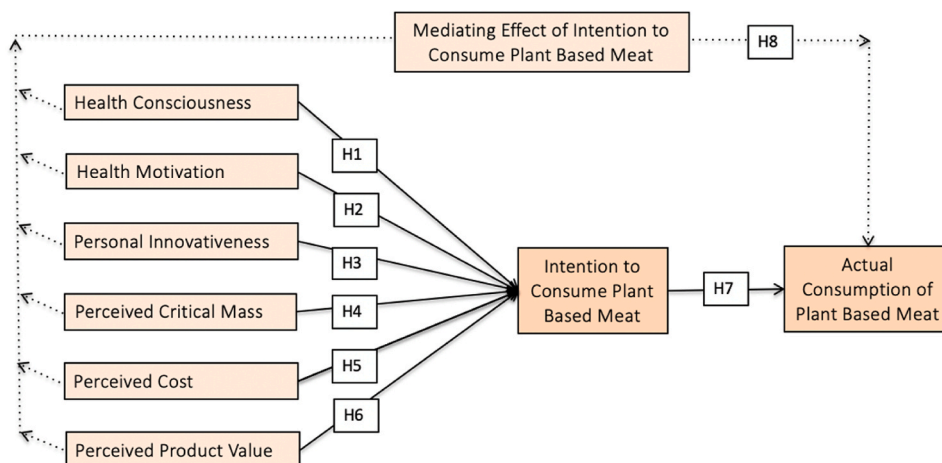 Mediating Effect of Intention to
Consume Plant Based Meat
H8
Health Consciousness
H1
Health Motivation
H2
Personal Innovativeness
H3
Perceived Critical Mass
H4
Perceived Cost
H5
Perceived Product Value
H6
Intention to
Consume Plant
Based Meat
H7
Actual
Consumption of
Plant Based Meat